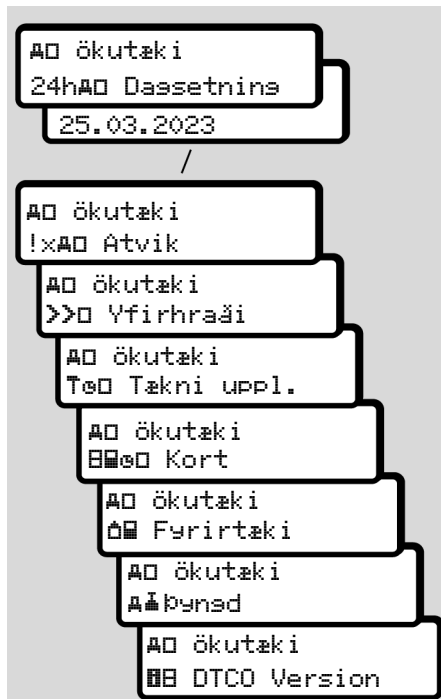 ökutæki
24h Dagsetning
25.03.2023
/
ökutæki
!x Atvik
ökutæki
>> Yfirhraði
ökutæki
Tækni uppl.
ökutæki
Kort
ökutæki
Fyrirtæki
ökutæki
Þyngd
ökutæki
DTCO Version